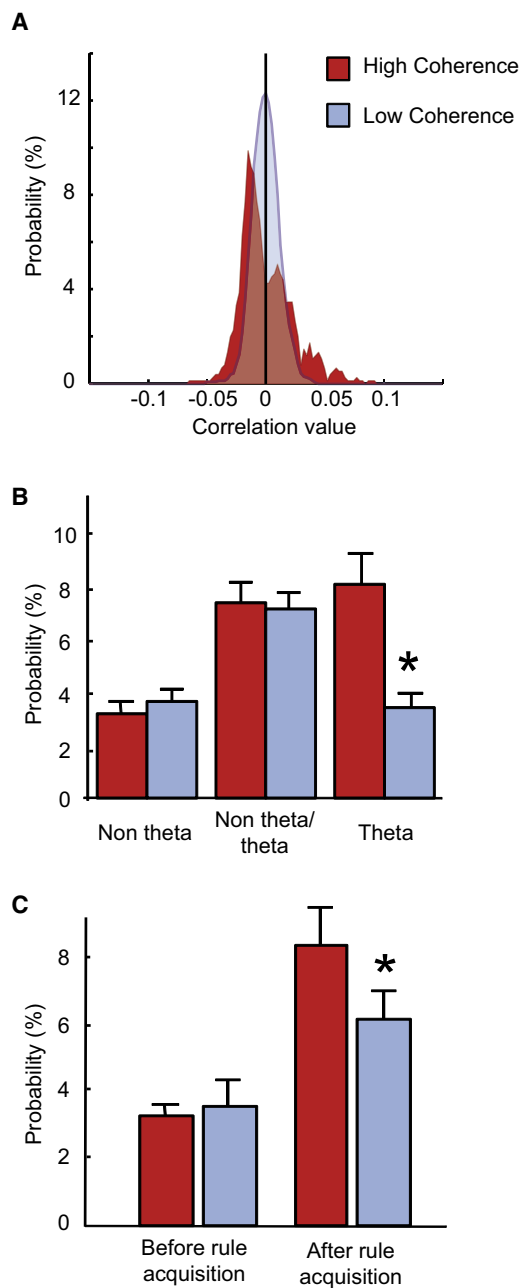 A
High Coherence
Low Coherence
12
8
4
0
Probability (%)
-0.1 -0.05 0 0.05 0.1
Correlation value
B
10
8
6
4
2
0
Probability (%)
*
Non theta
Non theta/
theta
Theta
C
8
6
4
2
0
Probability (%)
*
Before rule
acquisition
After rule
acquisition